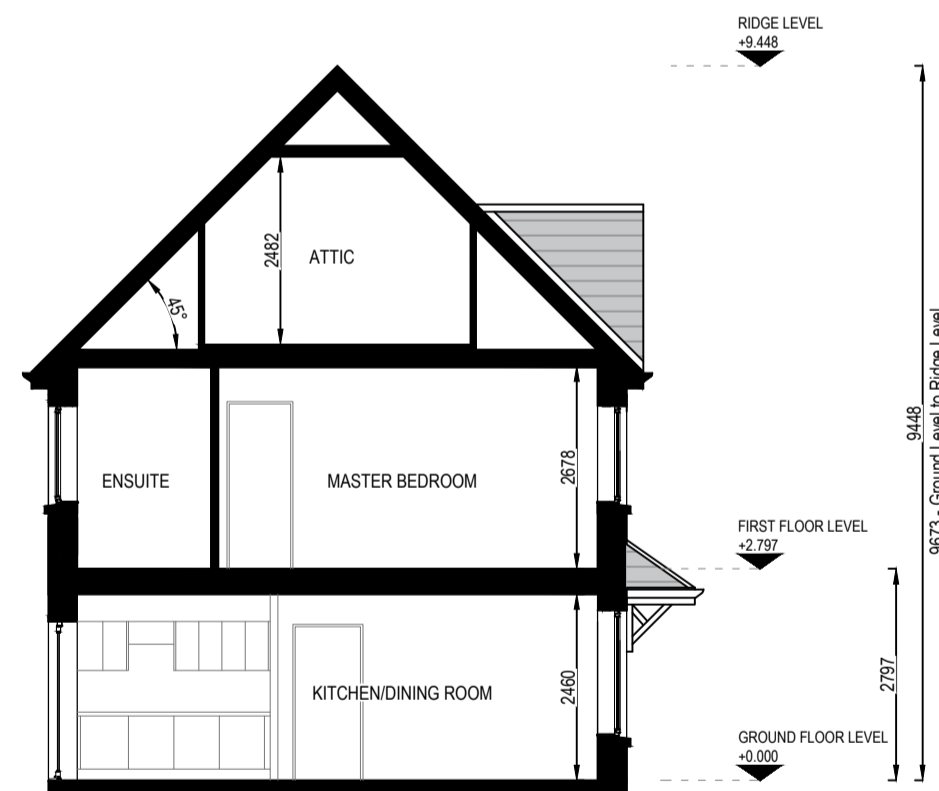 RIDGE LEVEL
+9.448
2482
ATTIC
45°
9448
9673 - Ground Level to Ridge Level
ENSUITE
MASTER BEDROOM
2678
FIRST FLOOR LEVEL
+2.797
KITCHEN/DINING ROOM
2460
2797
GROUND FLOOR LEVEL
+0.000